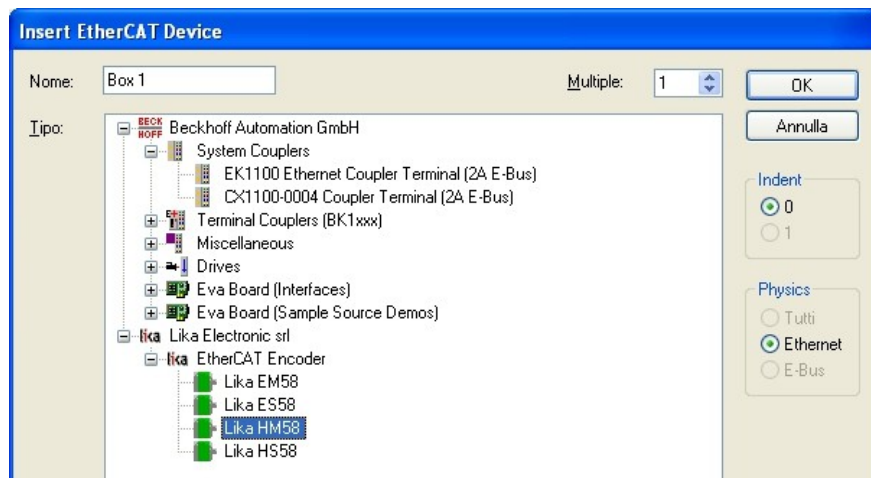 Insert EtherCAT Device
Nome: Box 1 Multiple: 1 OK
Tipo: BECK HOFF Beckhoff Automation GmbH Annulla
System Couplers
EK1100 Ethernet Coupler Terminal (2A E-Bus)
CX1100-0004 Coupler Terminal (2A E-Bus)
Terminal Couplers (BK1xxx)
Miscellaneous
Drives
Eva Board (Interfaces)
Eva Board (Sample Source Demos)
lika Lika Electronic srl
lika EtherCAT Encoder
Lika EM58
Lika ES58
Lika HM58
Lika HS58
Indent
0
1
Physics
Tutti
Ethernet
E-Bus